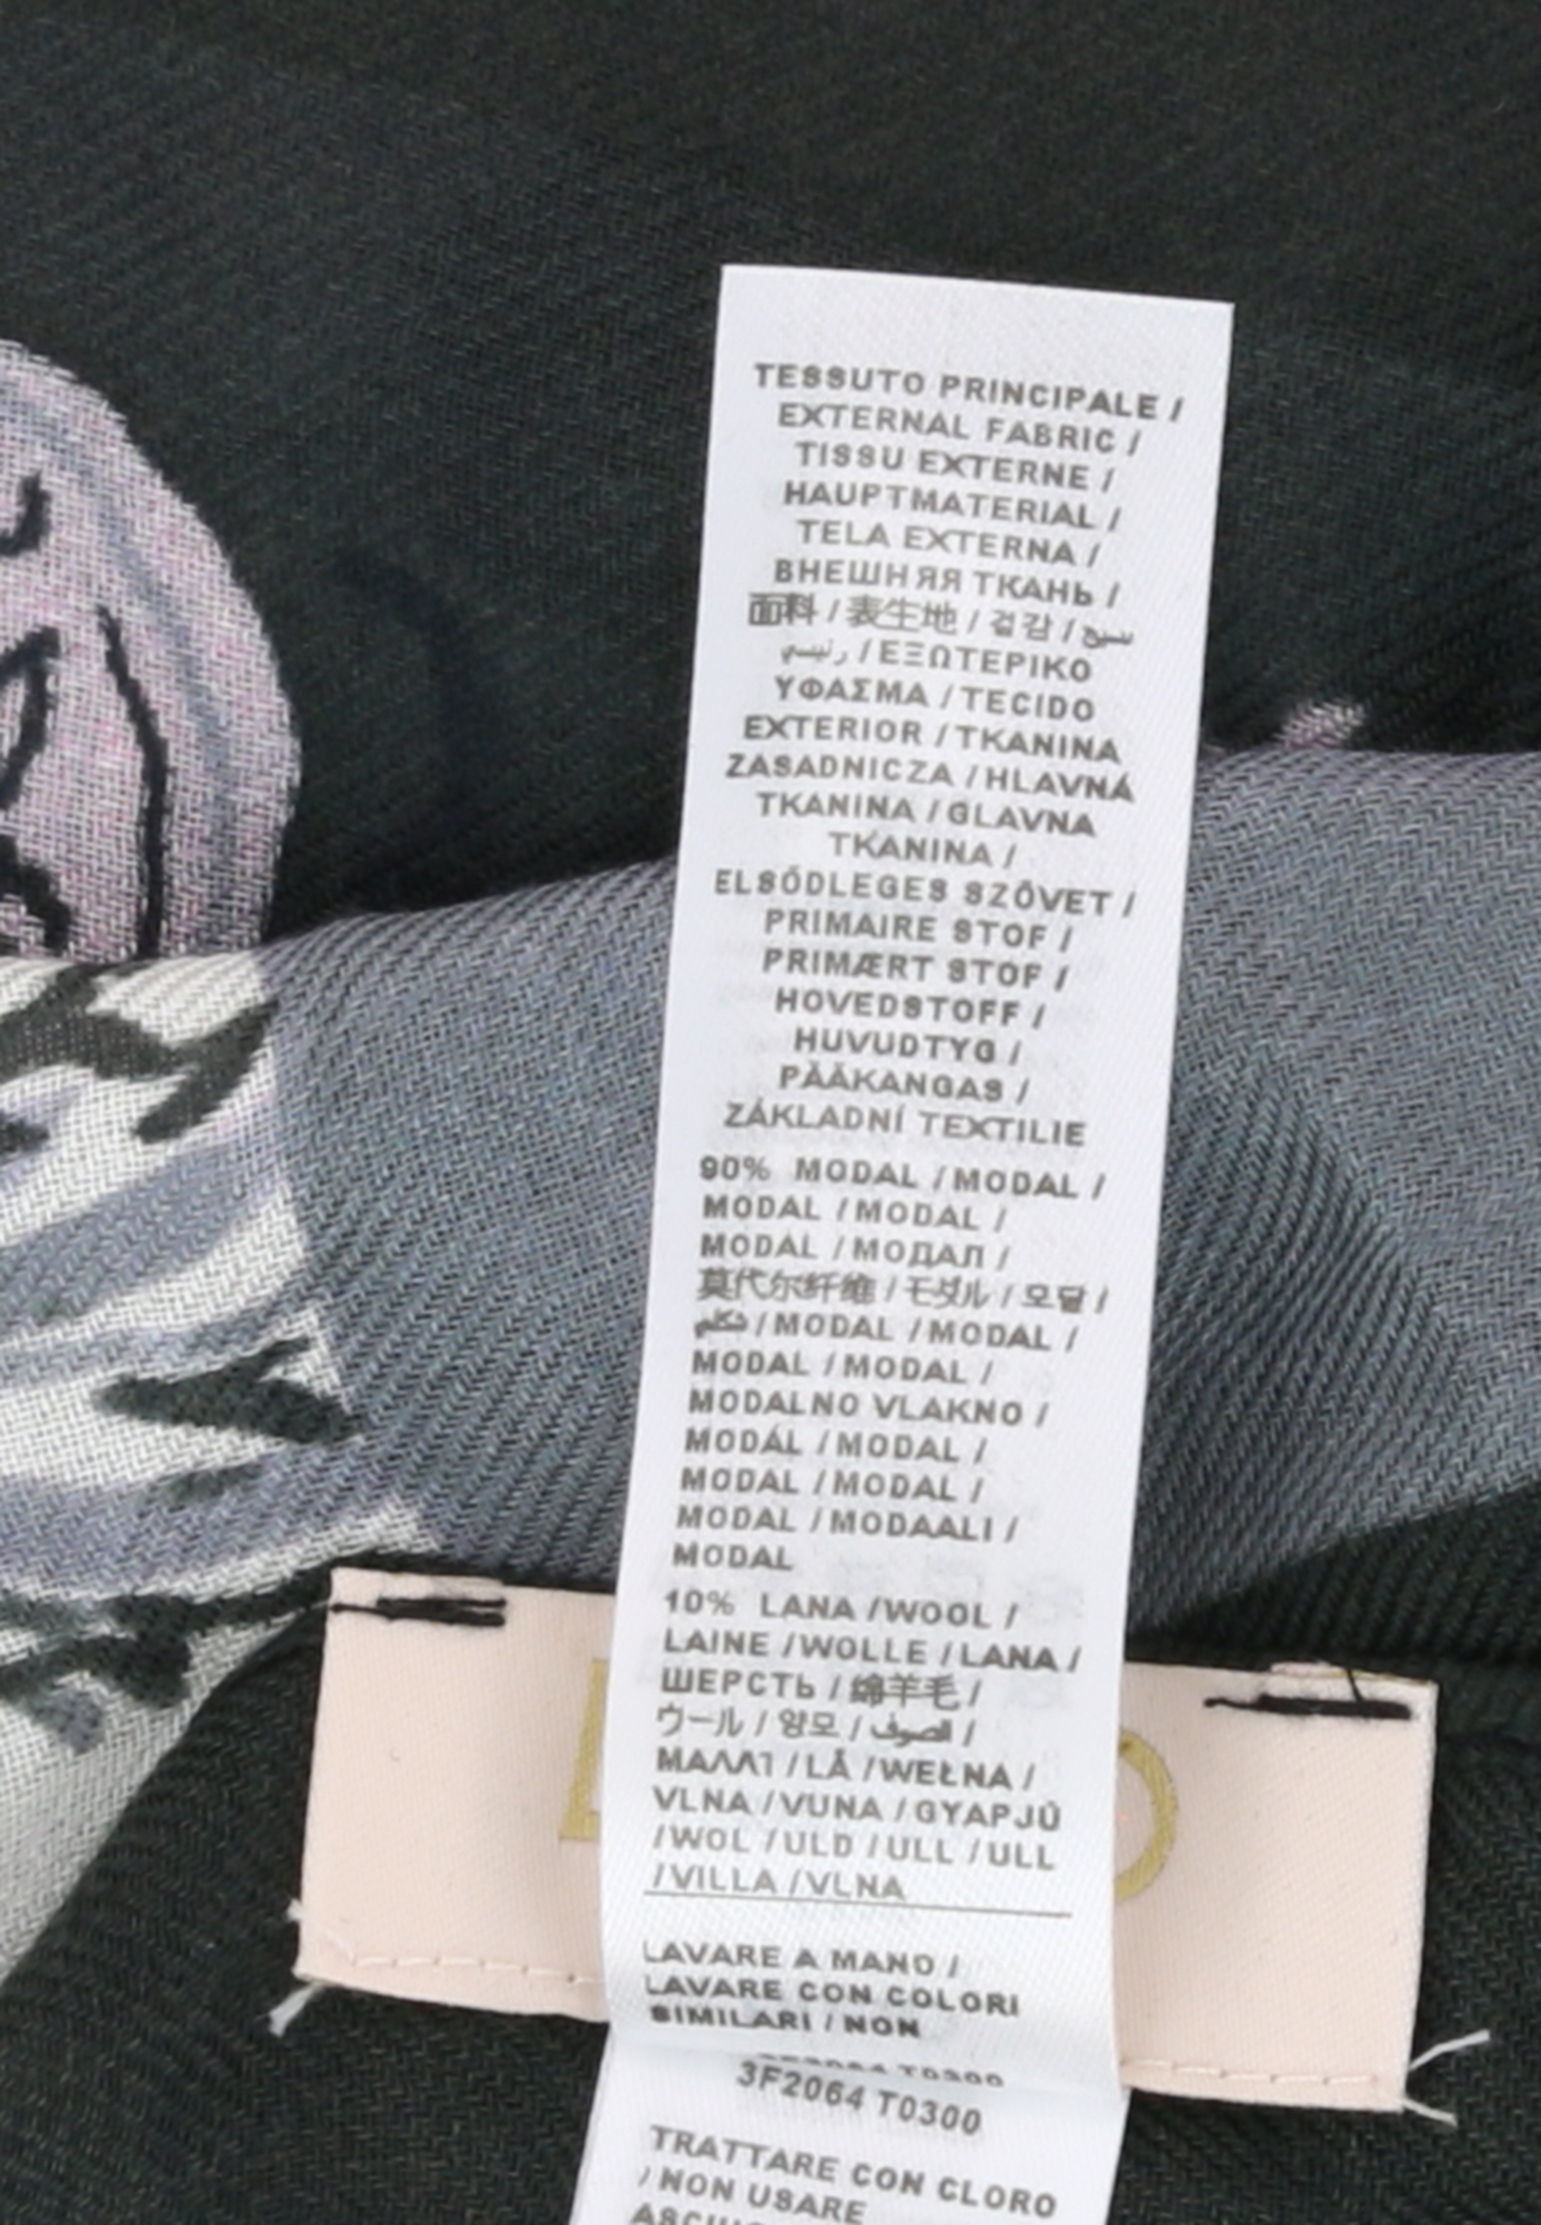 TESSUTO PRINCIPALE /
EXTERNAL FABRIC /
TISSU EXTERNE /
HAUPTMATERIAL /
TELA EXTERNA /
ВНЕШНЯЯ ТКАНЬ /
面料 / 表生地 / 겉감 / نسيج
رئيسي / ΕΞΩΤΕΡΙΚΟ
ΥΦΑΣΜΑ / TECIDO
EXTERIOR / TKANINA
ZASADNICZA / HLAVNÁ
TKANINA / GLAVNA
TKANINA /
ELSŐDLEGES SZÖVET /
PRIMAIRE STOF /
PRIMÆRT STOF /
HOVEDSTOFF /
HUVUDTYG /
PÄÄKANGAS /
ZÁKLADNÍ TEXTILIE
90% MODAL / MODAL /
MODAL / MODAL /
MODAL / МОДАЛ /
莫代尔纤维 / モダル / 모달 /
/ MODAL / MODAL /
MODAL / MODAL /
MODALNO VLAKNO /
MODÁL / MODAL /
MODAL / MODAL /
MODAL / MODAALI /
MODAL
10% LANA / WOOL /
LAINE / WOLLE / LANA /
ШЕРСТЬ / 绵羊毛 /
ウール / 양모 / الصوف /
ΜΑΛΛΙ / LÃ / WEŁNA /
VLNA / VUNA / GYAPJÚ
/ WOL / ULD / ULL / ULL
/ VILLA / VLNA
LAVARE A MANO /
LAVARE CON COLORI
SIMILARI / NON
3F2064 T0300
TRATTARE CON CLORO
/ NON USARE